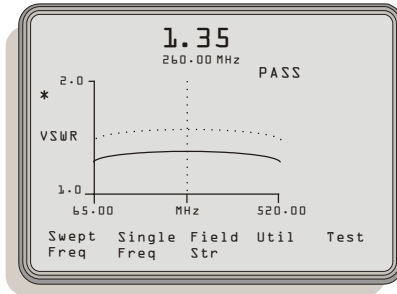 1.35
260.00 MHz
PASS
2.0
*
VSWR
1.0
65.00 MHz 520.00
Swept Single Field Util Test
Freq Freq Str